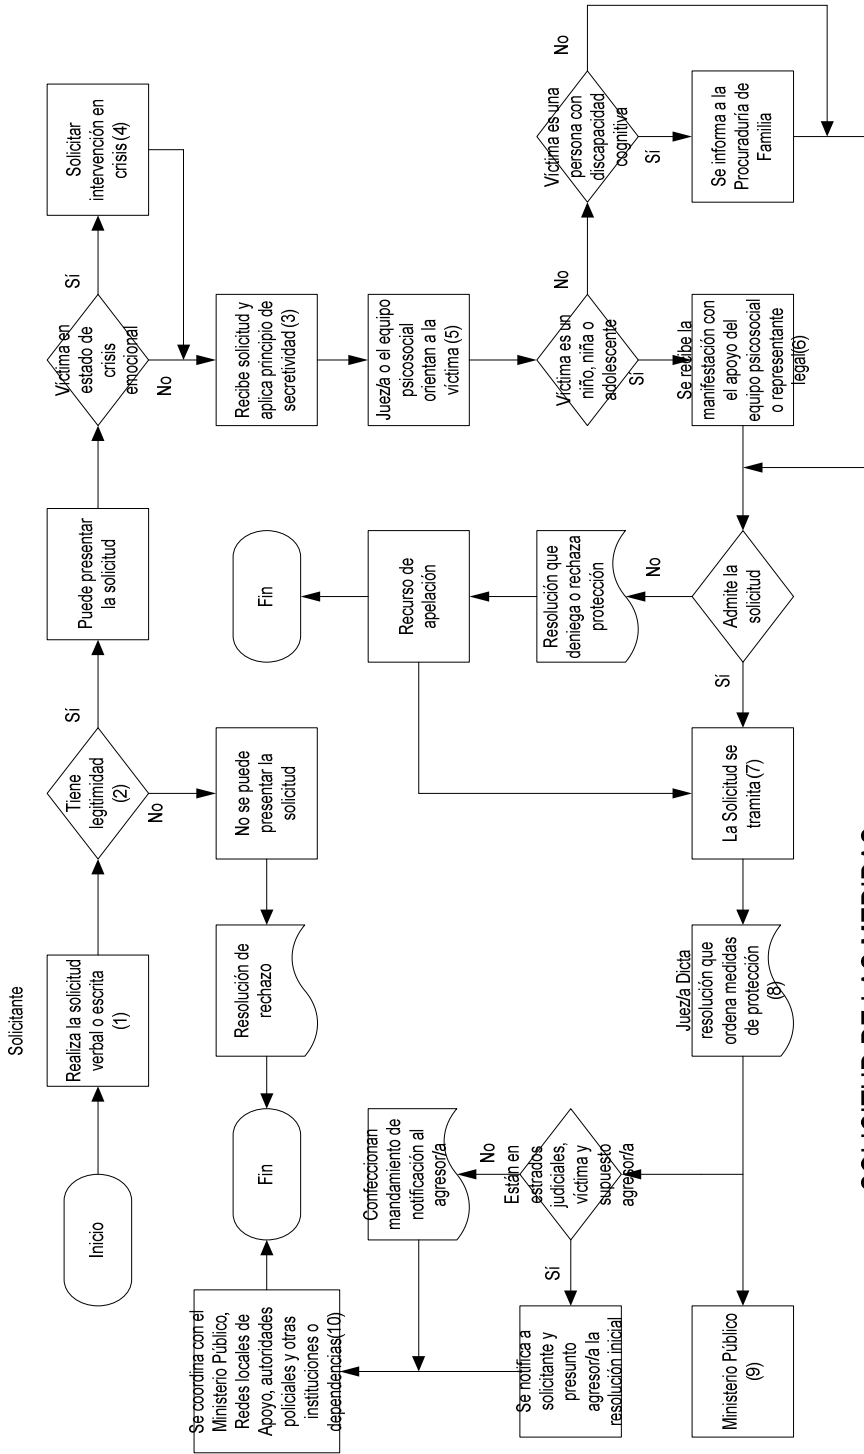 Solicitante
Inicio
Realiza la solicitud
verbal o escrita
(1)
Tiene
legitimidad
(2)
Sí
No
Puede presentar
la solicitud
Víctima en
estado de
crisis
emocional
Sí
No
Solicitar
intervención en
crisis (4)
No se puede
presentar la
solicitud
Resolución de
rechazo
Fin
Recibe solicitud y
aplica principio de
secretividad (3)
Juez/a o el equipo
psicosocial
orientan a la
víctima (5)
Víctima es un
niño, niña o
adolescente
No
Sí
Víctima es una
persona con
discapacidad
cognitiva
No
Sí
Se informa a la
Procuraduría de
Familia
Se recibe la
manifestación con
el apoyo del
equipo psicosocial
o representante
legal(6)
Admite la
solicitud
No
Sí
Resolución que
deniega o rechaza
protección
Recurso de
apelación
Fin
La Solicitud se
tramita (7)
Juez/a Dicta
resolución que
ordena medidas
de protección
(8)
Ministerio Público
(9)
Están en
estrados
judiciales,
víctima y
supuesto
agresor/a
No
Sí
Confeccionan
mandamiento de
notificación al
agresor/a
Se notifica a
solicitante y
presunto
agresor/a la
resolución inicial
Se coordina con el
Ministerio Público,
Redes locales de
Apoyo, autoridades
policiales y otras
instituciones o
dependencias(10)
SOLICITUD DE LAS MEDIDAS